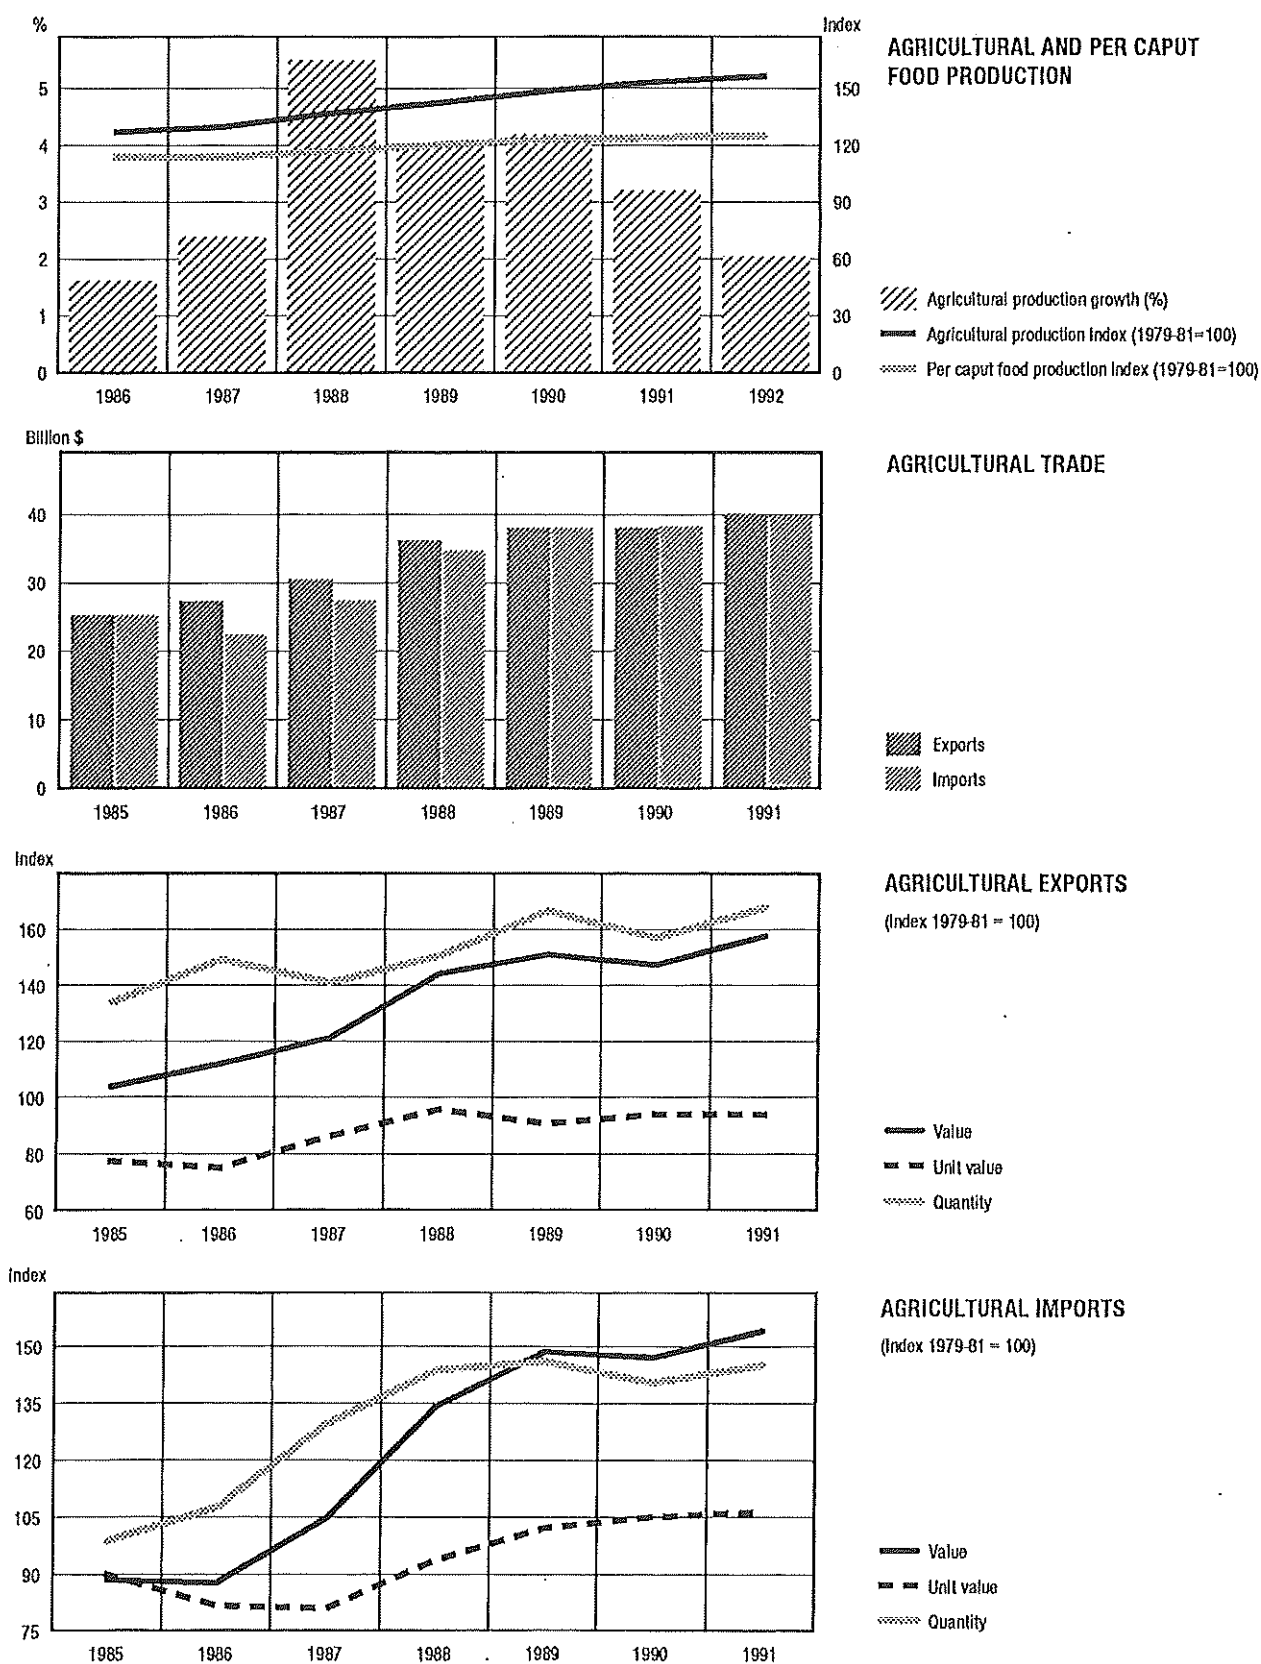 %
Index
AGRICULTURAL AND PER CAPUT
FOOD PRODUCTION
5
150
4
120
3
90
2
60
1
30
0
0
Agricultural production growth (%)
Agricultural production Index (1979-81=100)
Per caput food production Index (1979-81=100)
1986
1987
1988
1989
1990
1991
1992
Billion $
AGRICULTURAL TRADE
40
30
20
10
0
Exports
Imports
1985
1986
1987
1988
1989
1990
1991
Index
AGRICULTURAL EXPORTS
(Index 1979-81 = 100)
160
140
120
100
80
60
Value
Unit value
Quantity
1985
1986
1987
1988
1989
1990
1991
Index
AGRICULTURAL IMPORTS
(Index 1979-81 = 100)
150
135
120
105
90
75
Value
Unit value
Quantity
1985
1986
1987
1988
1989
1990
1991